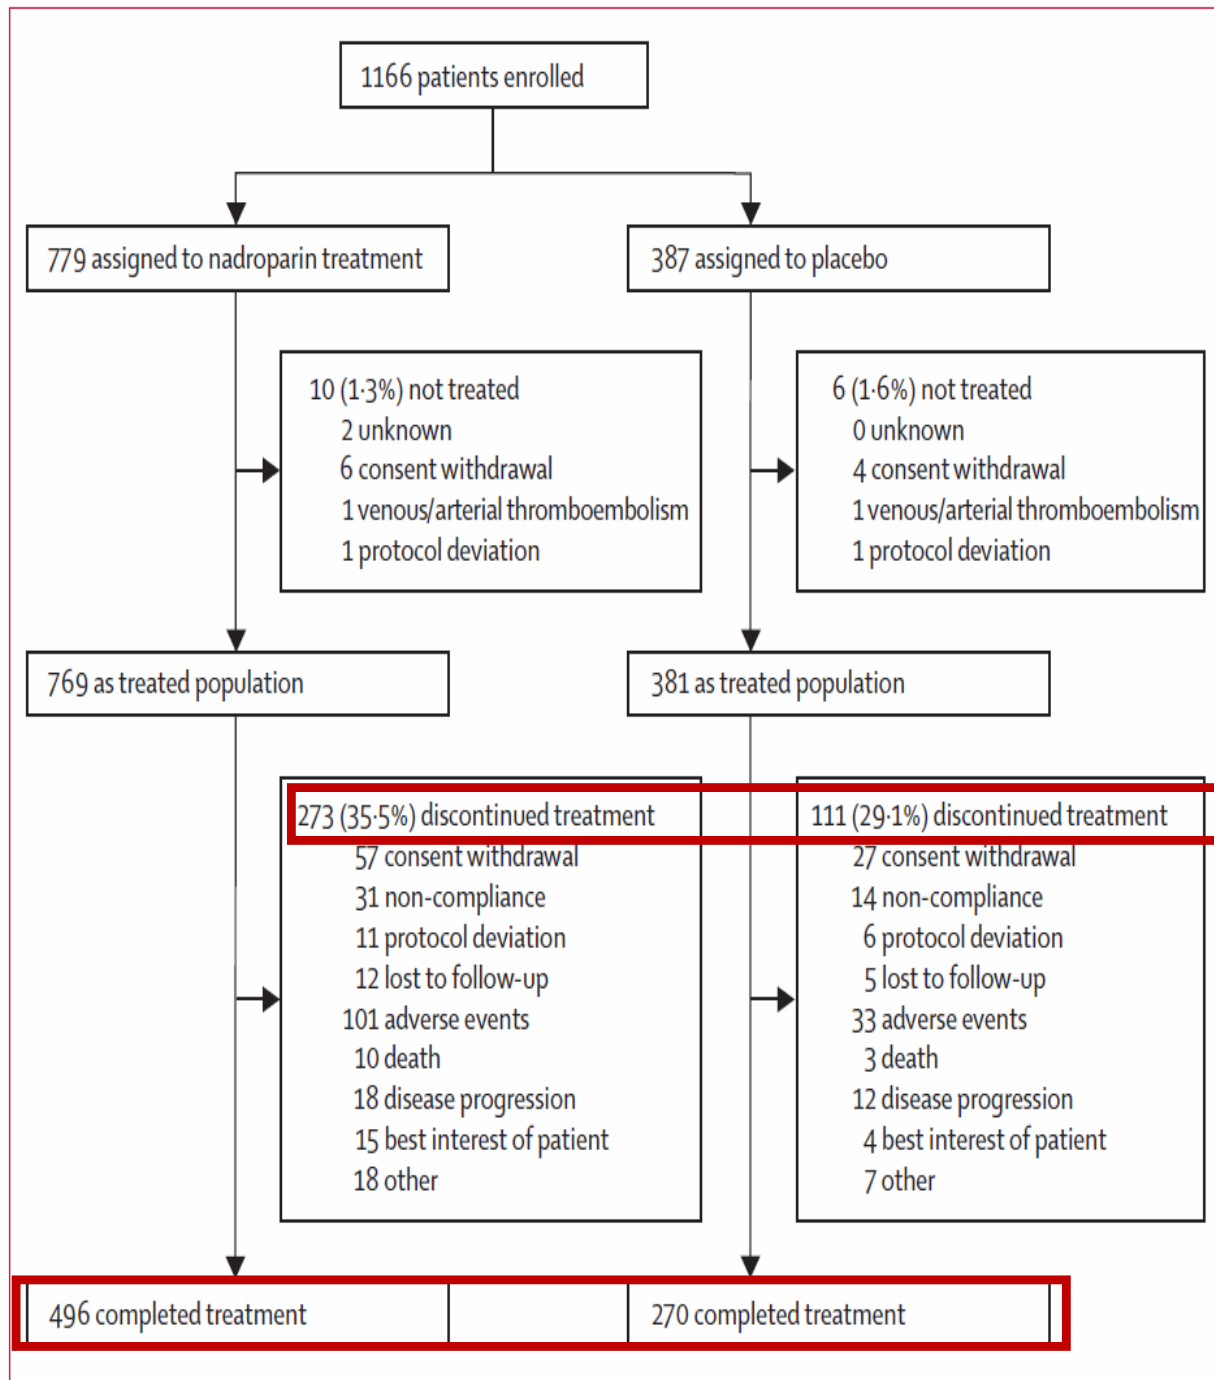 1166 patients enrolled
779 assigned to nadroparin treatment
387 assigned to placebo
10 (1·3%) not treated
2 unknown
6 consent withdrawal
1 venous/arterial thromboembolism
1 protocol deviation
6 (1·6%) not treated
0 unknown
4 consent withdrawal
1 venous/arterial thromboembolism
1 protocol deviation
769 as treated population
381 as treated population
273 (35·5%) discontinued treatment
57 consent withdrawal
31 non-compliance
11 protocol deviation
12 lost to follow-up
101 adverse events
10 death
18 disease progression
15 best interest of patient
18 other
111 (29·1%) discontinued treatment
27 consent withdrawal
14 non-compliance
6 protocol deviation
5 lost to follow-up
33 adverse events
3 death
12 disease progression
4 best interest of patient
7 other
496 completed treatment
270 completed treatment